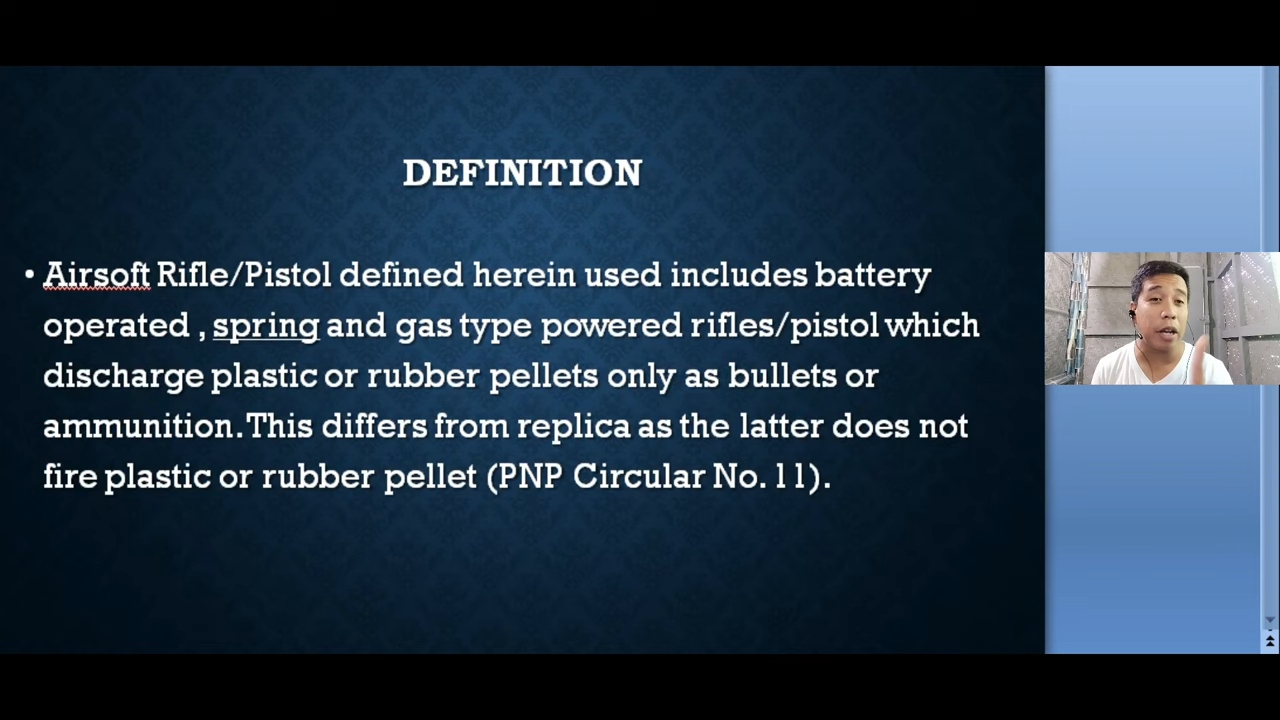 DEFINITION
• Airsoft Rifle/Pistol defined herein used includes battery
operated , spring and gas type powered rifles/pistol which
discharge plastic or rubber pellets only as bullets or
ammunition. This differs from replica as the latter does not
fire plastic or rubber pellet (PNP Circular No. 11).